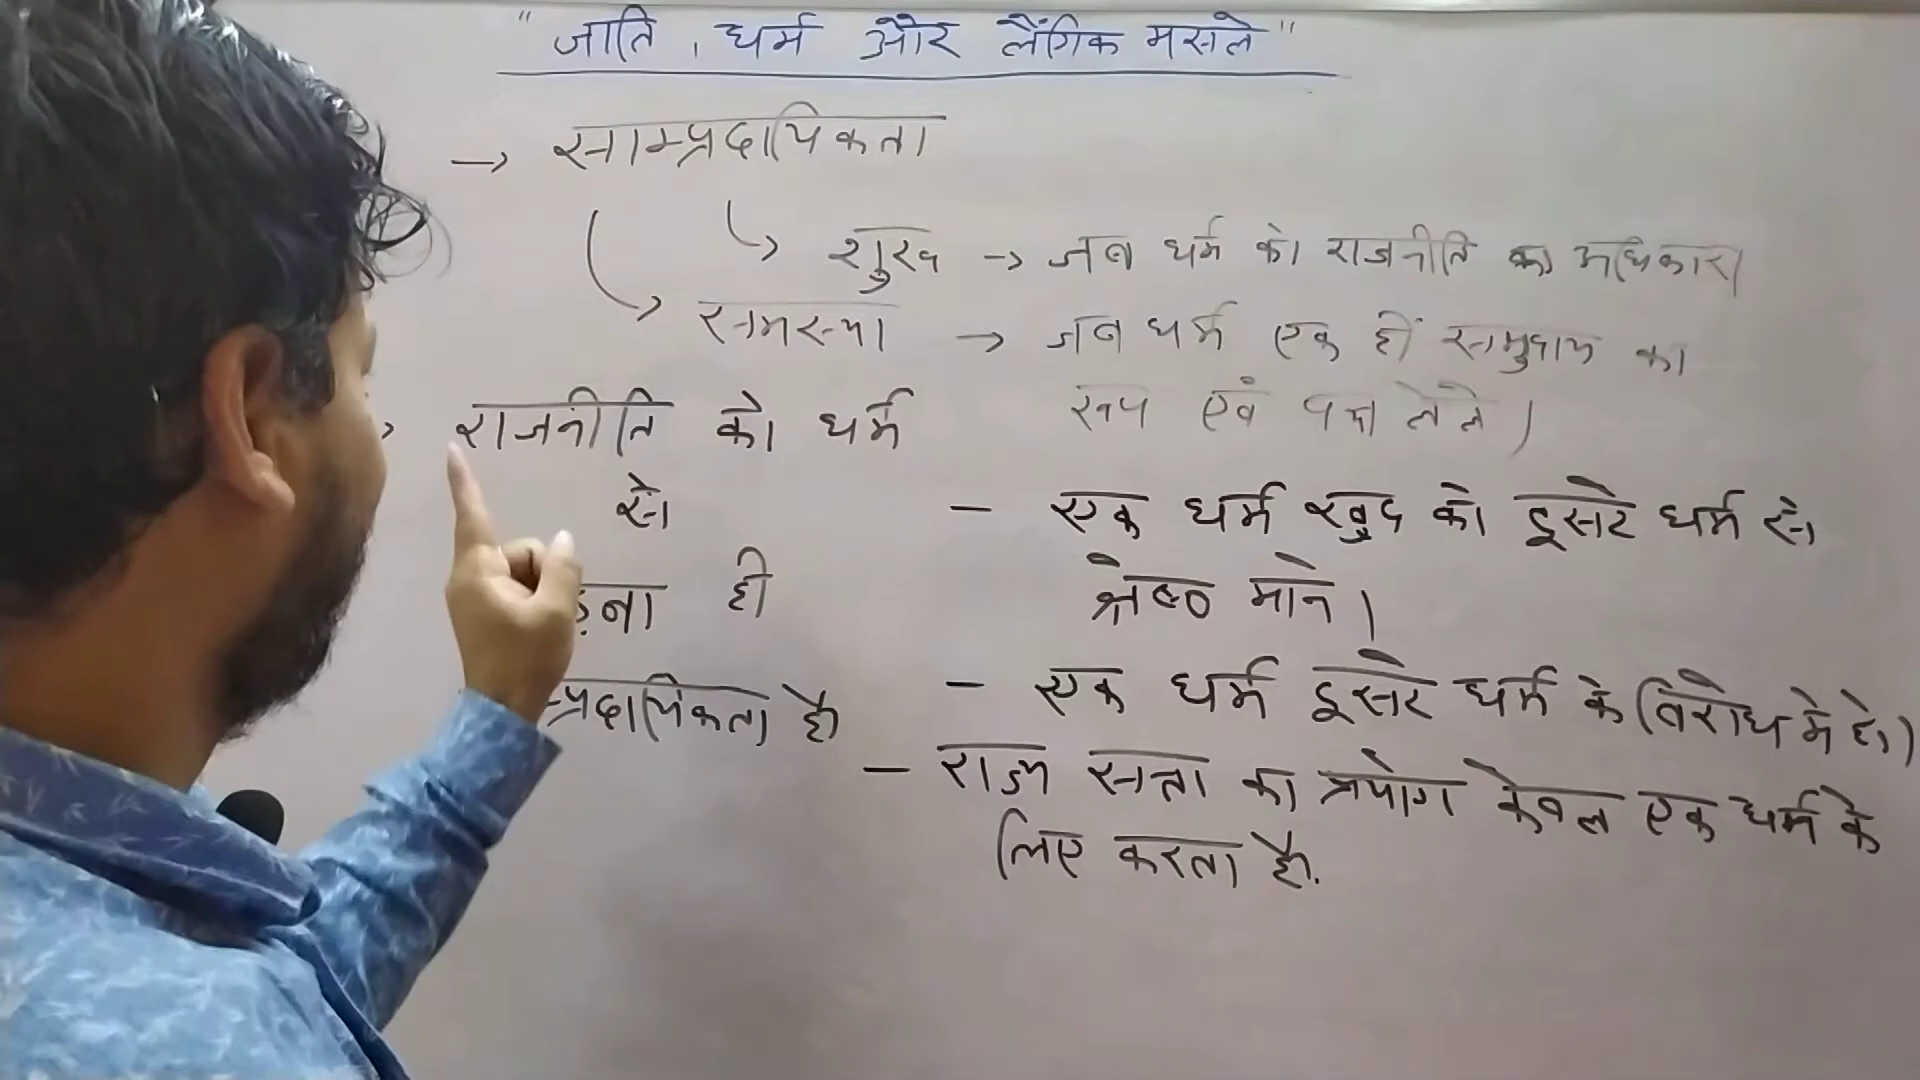 "जाति, धर्म और लैंगिक मसले"
→ साम्प्रदायिकता
↳ शुरू → जब धर्म को राजनीति का अधिकार।
↳ समस्या → जब धर्म एक ही समुदाय का
रूप एवं पक्ष ले ले।
राजनीति को धर्म
से
ड़ना ही
प्रदायिकता है
- एक धर्म खुद को दूसरे धर्म से
श्रेष्ठ माने।
- एक धर्म दूसरे धर्म के विरोध मे हो।
- राज्य सत्ता का प्रयोग केवल एक धर्म के
लिए करता है.